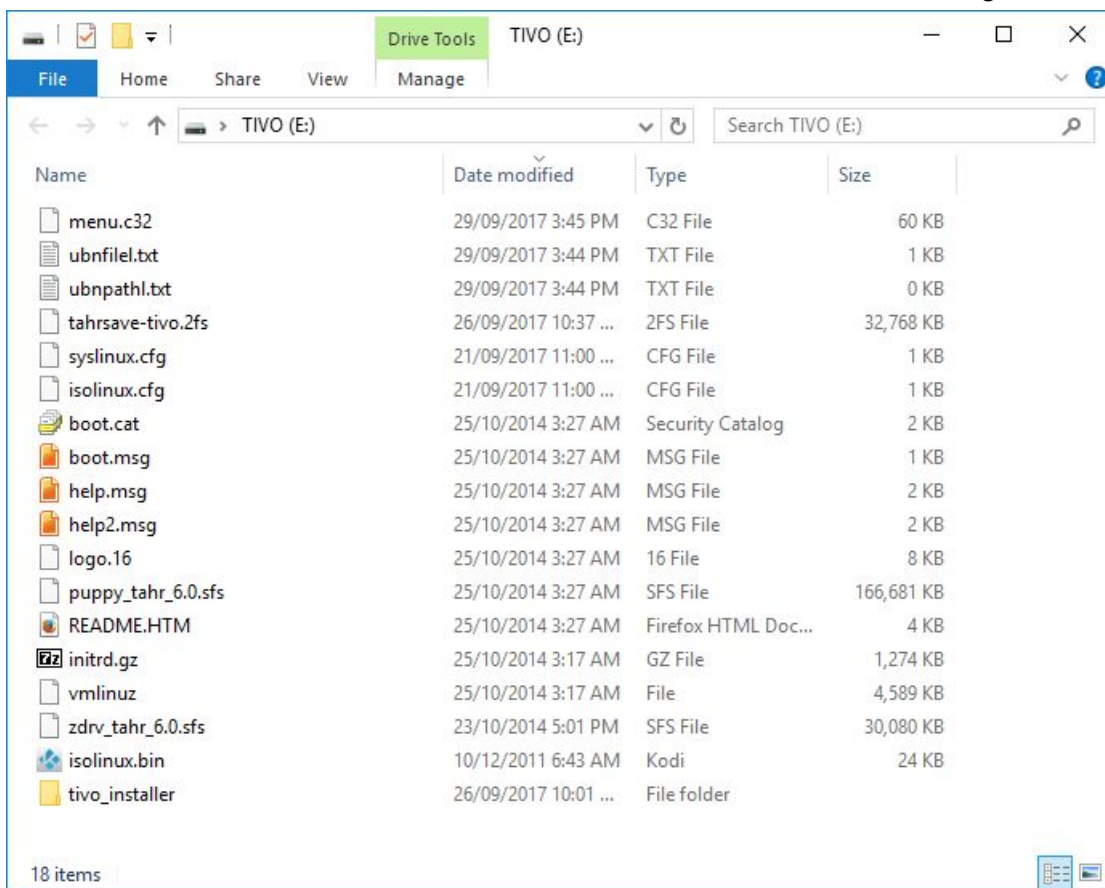 Drive Tools TIVO (E:)
File Home Share View Manage
TIVO (E:) Search TIVO (E:)
Name Date modified Type Size
menu.c32 29/09/2017 3:45 PM C32 File 60 KB
ubnfilel.txt 29/09/2017 3:44 PM TXT File 1 KB
ubnpathl.txt 29/09/2017 3:44 PM TXT File 0 KB
tahrsave-tivo.2fs 26/09/2017 10:37 ... 2FS File 32,768 KB
syslinux.cfg 21/09/2017 11:00 ... CFG File 1 KB
isolinux.cfg 21/09/2017 11:00 ... CFG File 1 KB
boot.cat 25/10/2014 3:27 AM Security Catalog 2 KB
boot.msg 25/10/2014 3:27 AM MSG File 1 KB
help.msg 25/10/2014 3:27 AM MSG File 2 KB
help2.msg 25/10/2014 3:27 AM MSG File 2 KB
logo.16 25/10/2014 3:27 AM 16 File 8 KB
puppy_tahr_6.0.sfs 25/10/2014 3:27 AM SFS File 166,681 KB
README.HTM 25/10/2014 3:27 AM Firefox HTML Doc... 4 KB
7z initrd.gz 25/10/2014 3:17 AM GZ File 1,274 KB
vmlinuz 25/10/2014 3:17 AM File 4,589 KB
zdrv_tahr_6.0.sfs 23/10/2014 5:01 PM SFS File 30,080 KB
isolinux.bin 10/12/2011 6:43 AM Kodi 24 KB
tivo_installer 26/09/2017 10:01 ... File folder
18 items